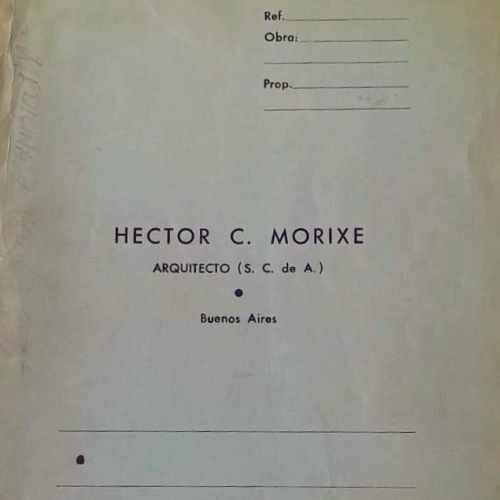 Ref.
Obra:
Prop.
HECTOR C. MORIXE
ARQUITECTO (S. C. de A.)
Buenos Aires